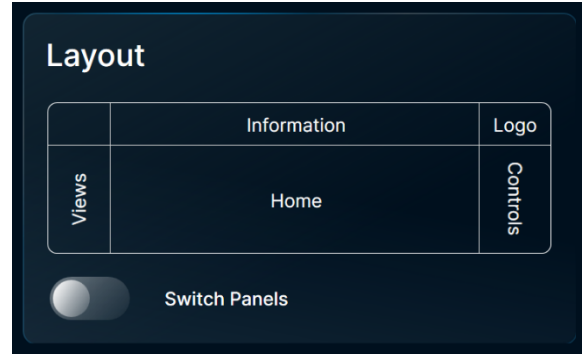 Layout
Information
Logo
Views
Home
Controls
Switch Panels